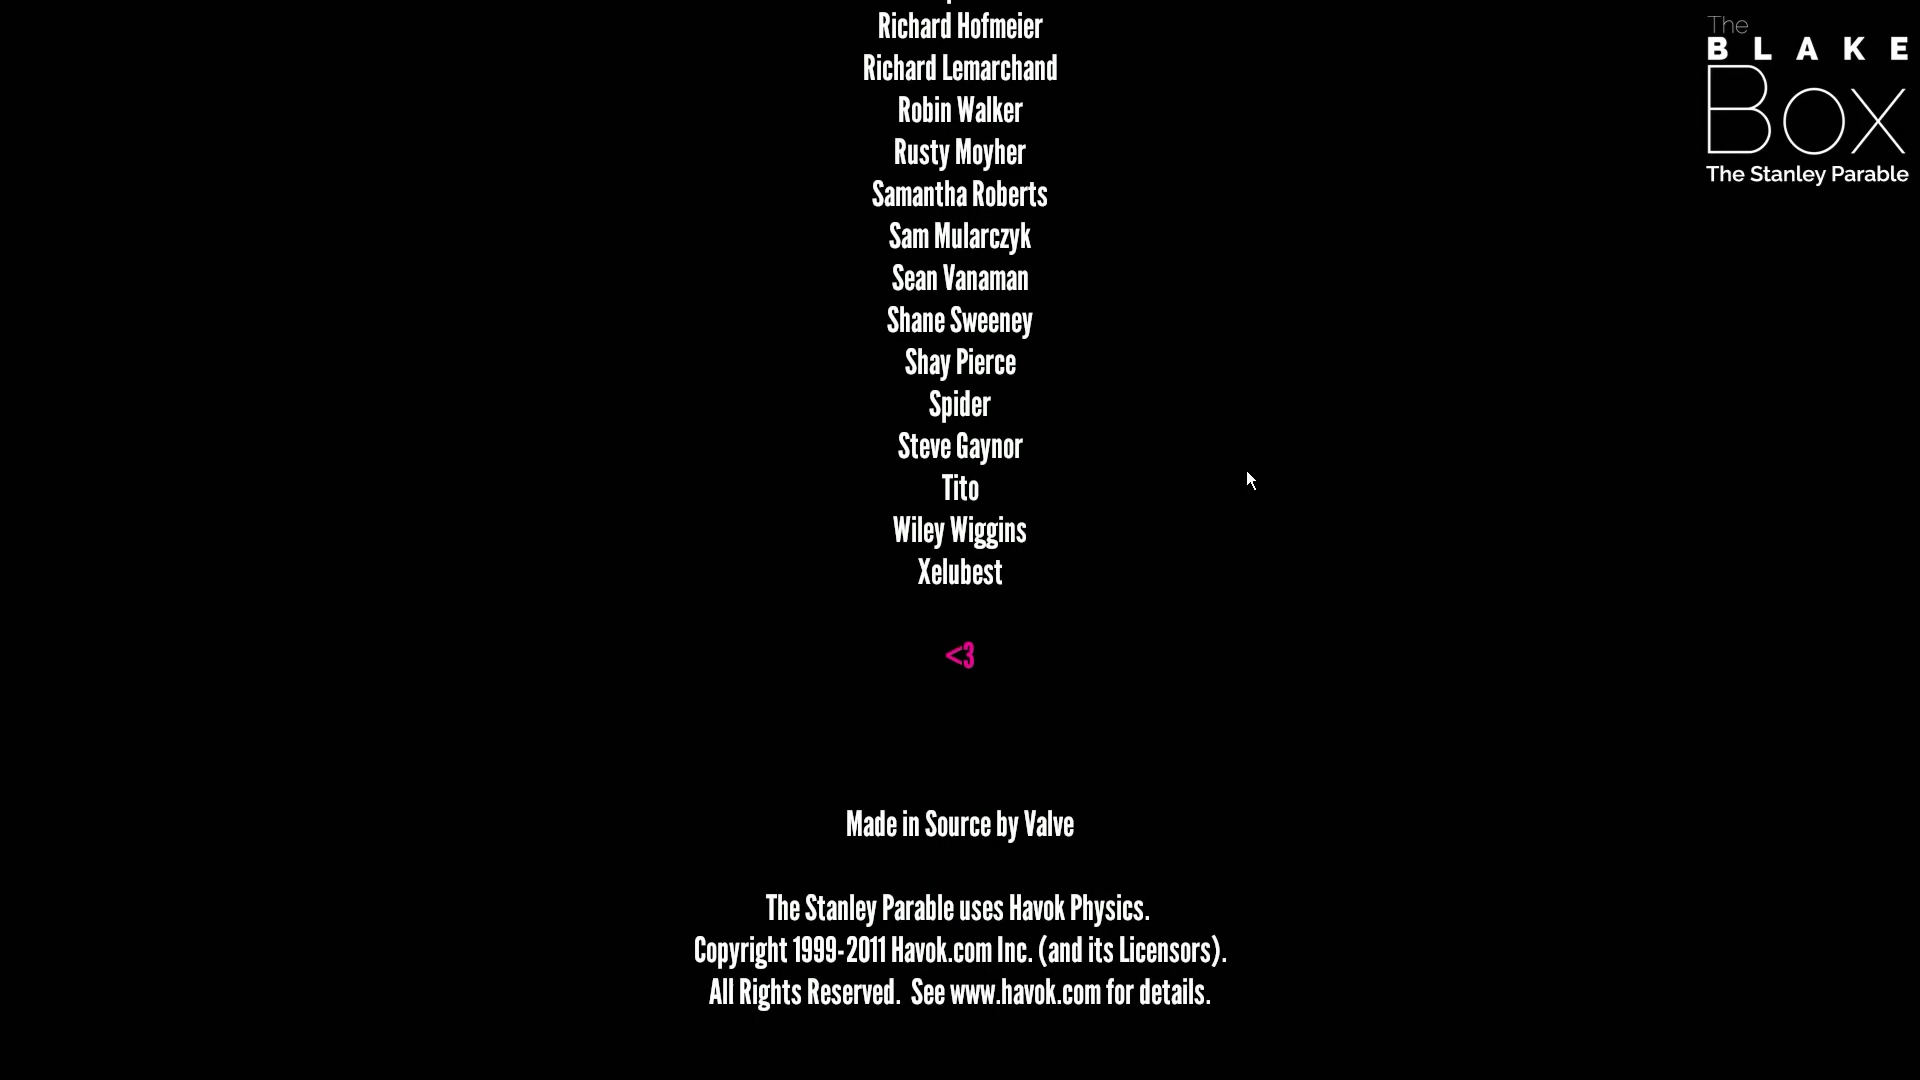 Richard Hofmeier
Richard Lemarchand
Robin Walker
Rusty Moyher
Samantha Roberts
Sam Mularczyk
Sean Vanaman
Shane Sweeney
Shay Pierce
Spider
Steve Gaynor
Tito
Wiley Wiggins
Xelubest
<3
Made in Source by Valve
The Stanley Parable uses Havok Physics.
Copyright 1999-2011 Havok.com Inc. (and its Licensors).
All Rights Reserved.  See www.havok.com for details.
The
BLAKE
Box
The Stanley Parable